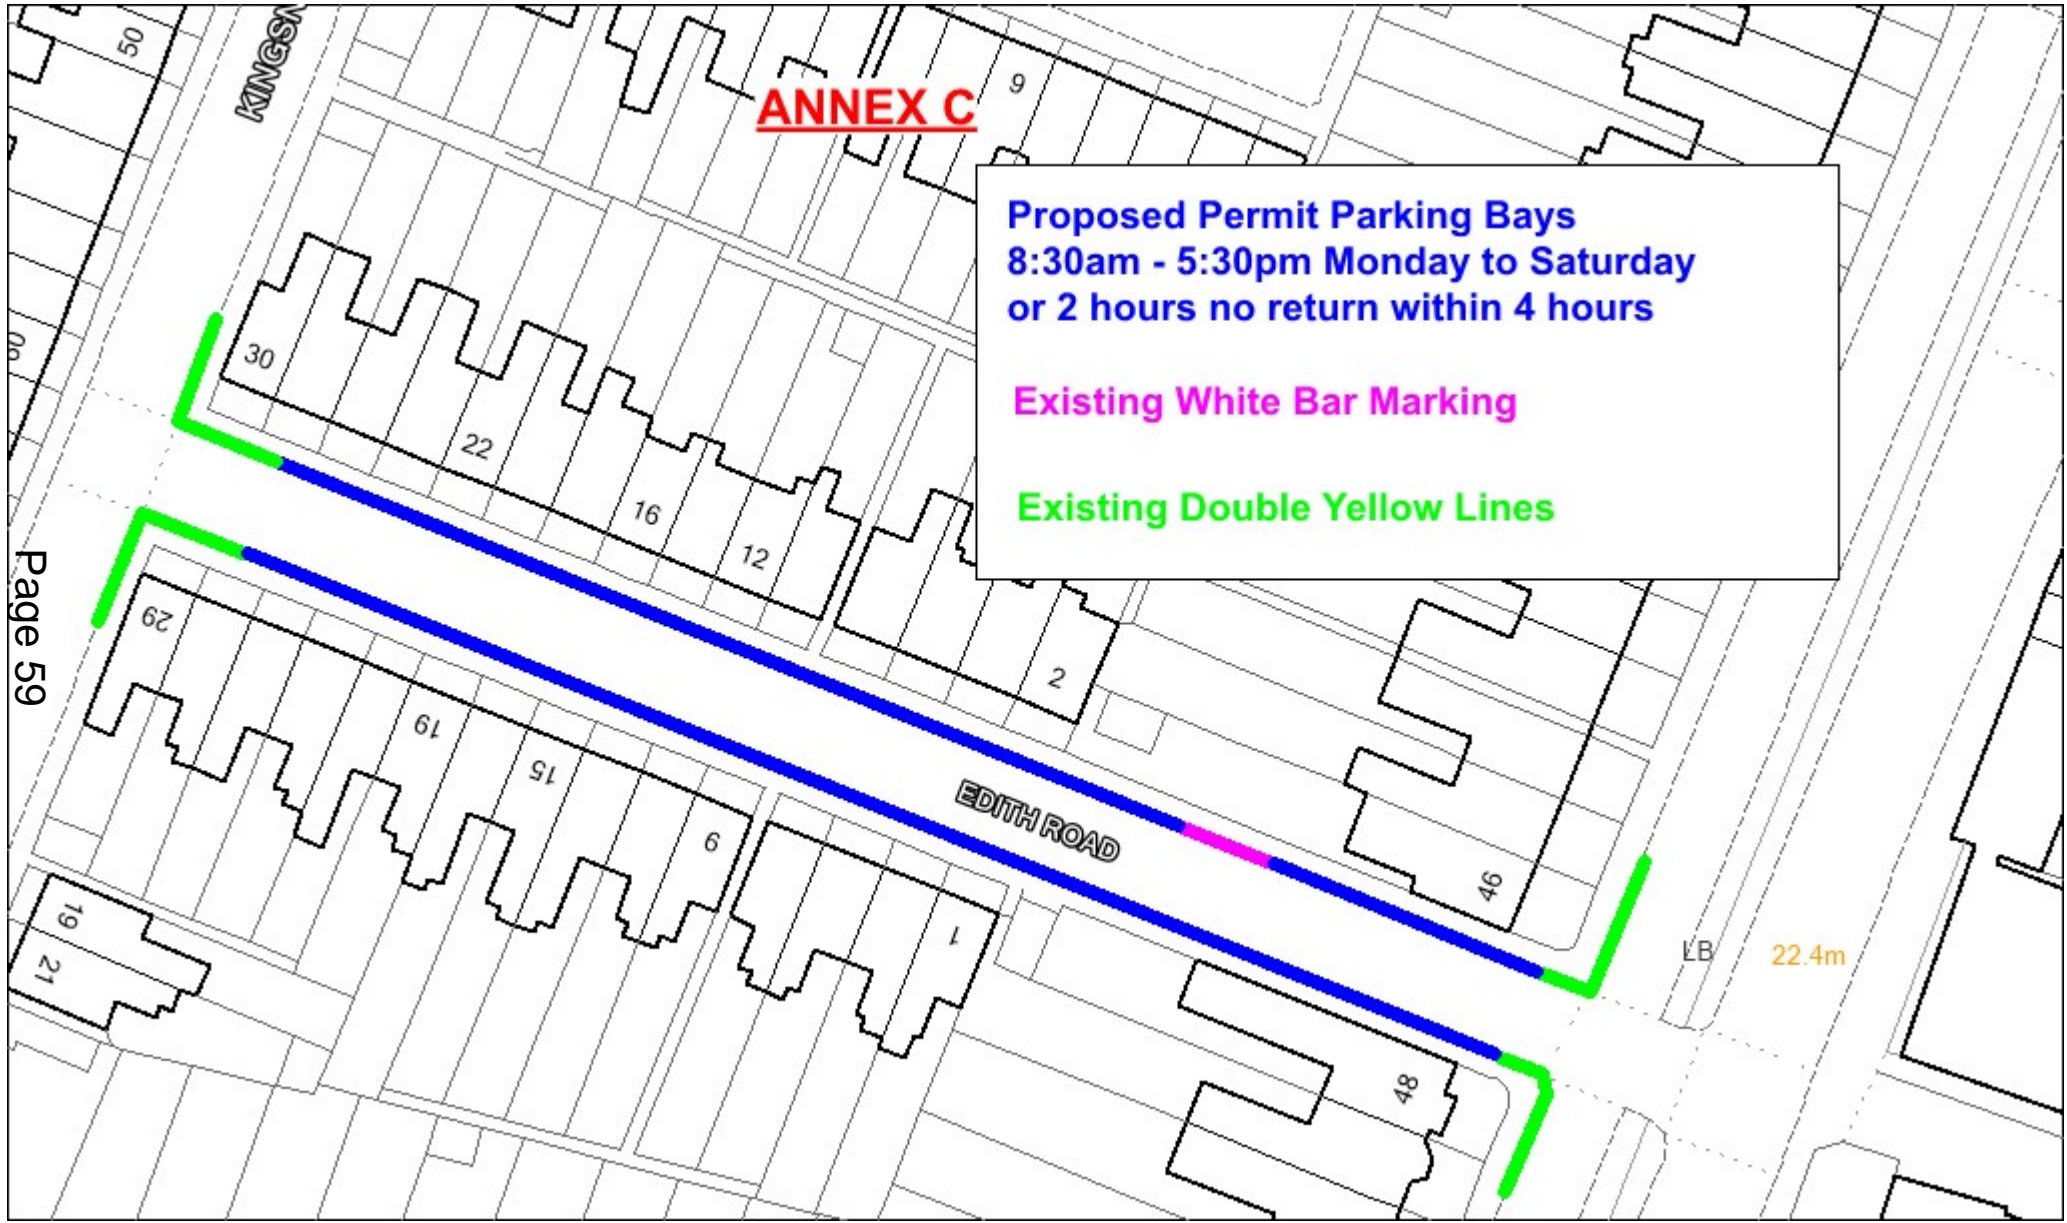 50
KINGSN
ANNEX C
9
Proposed Permit Parking Bays
8:30am - 5:30pm Monday to Saturday
or 2 hours no return within 4 hours
Existing White Bar Marking
Existing Double Yellow Lines
30
22
16
12
2
Page 59
29
19
15
9
1
EDITH ROAD
46
LB
22.4m
48
19
21